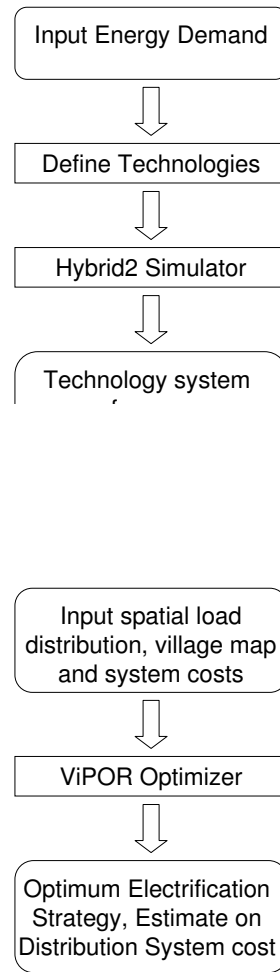 Input Energy Demand
Define Technologies
Hybrid2 Simulator
Technology system
Input spatial load
distribution, village map
and system costs
ViPOR Optimizer
Optimum Electrification
Strategy, Estimate on
Distribution System cost